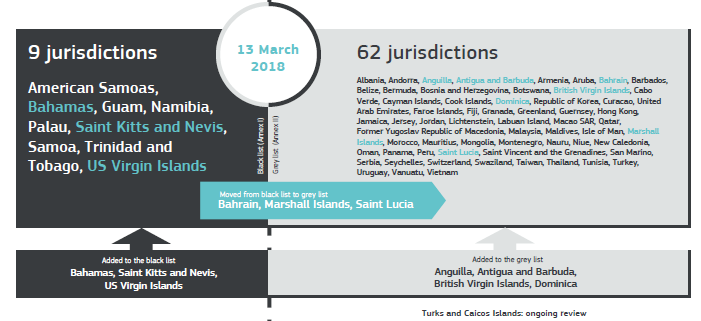 9 jurisdictions
American Samoas,
Bahamas, Guam, Namibia,
Palau, Saint Kitts and Nevis,
Samoa, Trinidad and
Tobago, US Virgin Islands
13 March
2018
Black list (Annex I)
Grey list (Annex II)
62 jurisdictions
Albania, Andorra, Anguilla, Antigua and Barbuda, Armenia, Aruba, Bahrain, Barbados,
Belize, Bermuda, Bosnia and Herzegovina, Botswana, British Virgin Islands, Cabo
Verde, Cayman Islands, Cook Islands, Dominica, Republic of Korea, Curacao, United
Arab Emirates, Faroe Islands, Fiji, Granada, Greenland, Guernsey, Hong Kong,
Jamaica, Jersey, Jordan, Lichtenstein, Labuan Island, Macao SAR, Qatar,
Former Yugoslav Republic of Macedonia, Malaysia, Maldives, Isle of Man, Marshall
Islands, Morocco, Mauritius, Mongolia, Montenegro, Nauru, Niue, New Caledonia,
Oman, Panama, Peru, Saint Lucia, Saint Vincent and the Grenadines, San Marino,
Serbia, Seychelles, Switzerland, Swaziland, Taiwan, Thailand, Tunisia, Turkey,
Uruguay, Vanuatu, Vietnam
Moved from black list to grey list
Bahrain, Marshall Islands, Saint Lucia
Added to the black list
Bahamas, Saint Kitts and Nevis,
US Virgin Islands
Added to the grey list
Anguilla, Antigua and Barbuda,
British Virgin Islands, Dominica
Turks and Caicos Islands: ongoing review